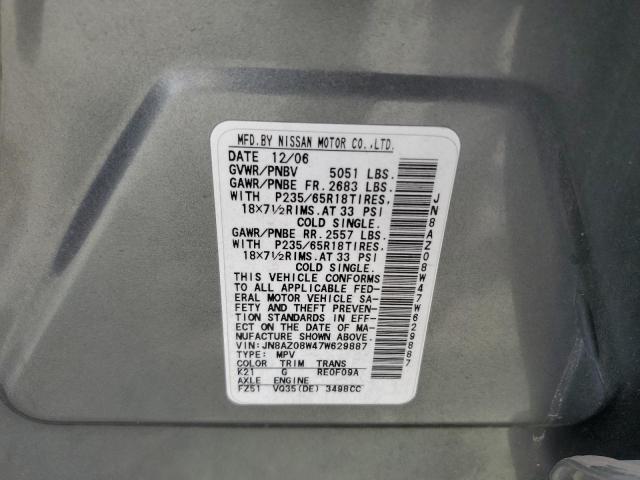 MFD.BY NISSAN MOTOR CO.,LTD.
DATE 12/06
GVWR/PNBV 5051 LBS.
GAWR/PNBE FR. 2683 LBS.
WITH P235/65R18TIRES,
18×7½RIMS.AT 33 PSI
COLD SINGLE.
GAWR/PNBE RR. 2557 LBS.
WITH P235/65R18TIRES.
18×7½RIMS.AT 33 PSI
COLD SINGLE.
THIS VEHICLE CONFORMS
TO ALL APPLICABLE FED-
ERAL MOTOR VEHICLE SA-
FETY AND THEFT PREVEN-
TION STANDARDS IN EFF-
ECT ON THE DATE OF MA-
NUFACTURE SHOWN ABOVE.
VIN:JN8AZ08W47W629887
TYPE: MPV
COLOR TRIM TRANS
K21 G RE0F09A
AXLE ENGINE
FZ51 VQ35(DE) 3498CC
JN8AZ08W47W629887